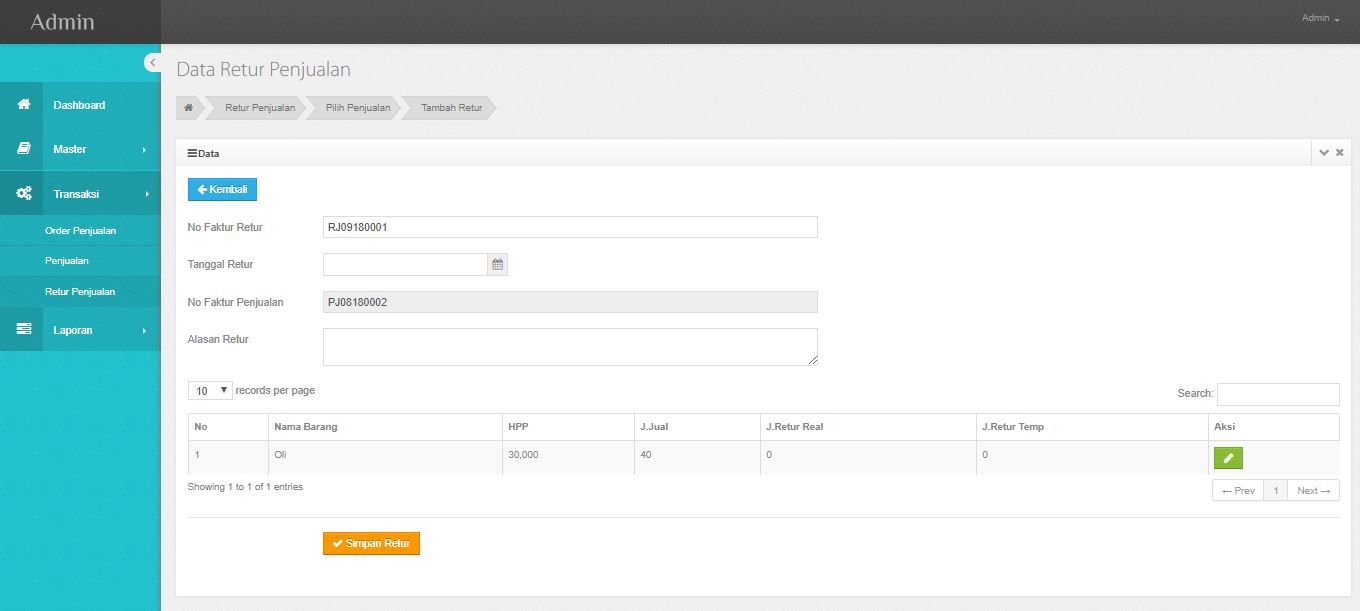 Admin
Admin
Data Retur Penjualan
Retur Penjualan Pilih Penjualan Tambah Retur
Dashboard
Master
Transaksi
Order Penjualan
Penjualan
Retur Penjualan
Laporan
Data
Kembali
No Faktur Retur RJ09180001
Tanggal Retur
No Faktur Penjualan PJ08180002
Alasan Retur
10 records per page Search:
No Nama Barang HPP J.Jual J.Retur Real J.Retur Temp Aksi
1 Oli 30,000 40 0 0
Showing 1 to 1 of 1 entries ← Prev 1 Next →
Simpan Retur